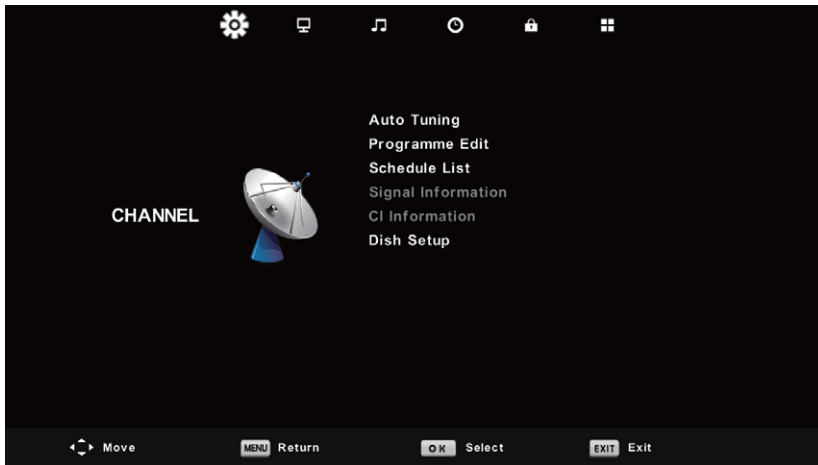 Auto Tuning
Programme Edit
Schedule List
Signal Information
CI Information
Dish Setup
CHANNEL
Move MENU Return OK Select EXIT Exit